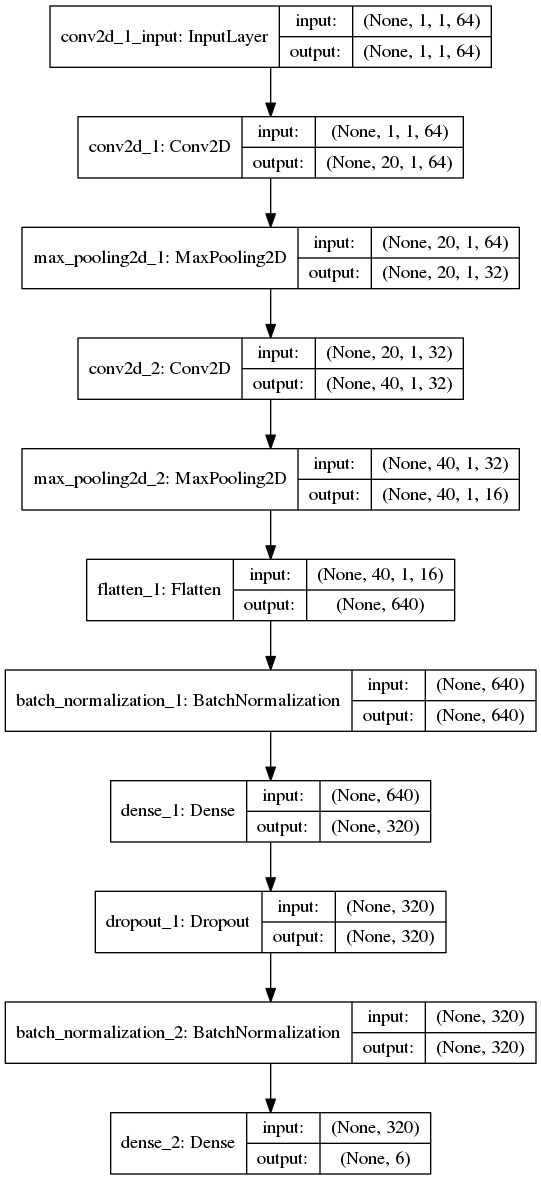 conv2d_1_input: InputLayer
input: (None, 1, 1, 64)
output: (None, 1, 1, 64)
conv2d_1: Conv2D
input: (None, 1, 1, 64)
output: (None, 20, 1, 64)
max_pooling2d_1: MaxPooling2D
input: (None, 20, 1, 64)
output: (None, 20, 1, 32)
conv2d_2: Conv2D
input: (None, 20, 1, 32)
output: (None, 40, 1, 32)
max_pooling2d_2: MaxPooling2D
input: (None, 40, 1, 32)
output: (None, 40, 1, 16)
flatten_1: Flatten
input: (None, 40, 1, 16)
output: (None, 640)
batch_normalization_1: BatchNormalization
input: (None, 640)
output: (None, 640)
dense_1: Dense
input: (None, 640)
output: (None, 320)
dropout_1: Dropout
input: (None, 320)
output: (None, 320)
batch_normalization_2: BatchNormalization
input: (None, 320)
output: (None, 320)
dense_2: Dense
input: (None, 320)
output: (None, 6)